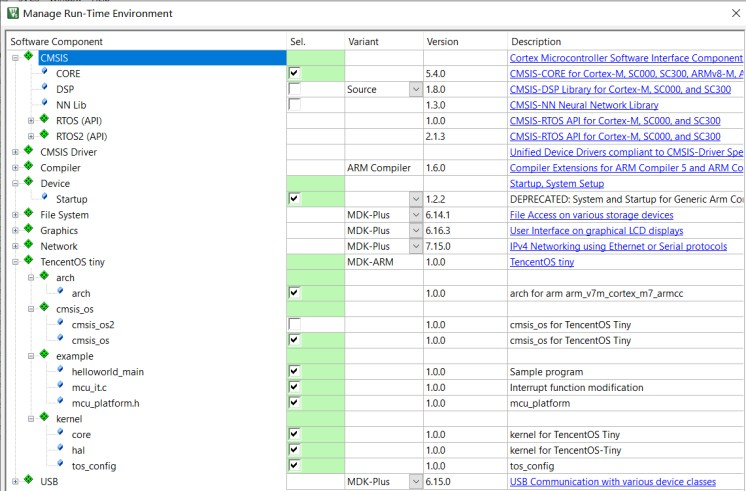 Manage Run-Time Environment
Software Component Sel. Variant Version Description
CMSIS Cortex Microcontroller Software Interface Component
CORE 5.4.0 CMSIS-CORE for Cortex-M, SC000, SC300, ARMv8-M, A
DSP Source 1.8.0 CMSIS-DSP Library for Cortex-M, SC000, and SC300
NN Lib 1.3.0 CMSIS-NN Neural Network Library
RTOS (API) 1.0.0 CMSIS-RTOS API for Cortex-M, SC000, and SC300
RTOS2 (API) 2.1.3 CMSIS-RTOS API for Cortex-M, SC000, and SC300
CMSIS Driver Unified Device Drivers compliant to CMSIS-Driver Spe
Compiler ARM Compiler 1.6.0 Compiler Extensions for ARM Compiler 5 and ARM Co
Device Startup, System Setup
Startup 1.2.2 DEPRECATED: System and Startup for Generic Arm Cor
File System MDK-Plus 6.14.1 File Access on various storage devices
Graphics MDK-Plus 6.16.3 User Interface on graphical LCD displays
Network MDK-Plus 7.15.0 IPv4 Networking using Ethernet or Serial protocols
TencentOS tiny MDK-ARM 1.0.0 TencentOS tiny
arch
arch 1.0.0 arch for arm arm_v7m_cortex_m7_armcc
cmsis_os
cmsis_os2 1.0.0 cmsis_os for TencentOS Tiny
cmsis_os 1.0.0 cmsis_os for TencentOS Tiny
example
helloworld_main 1.0.0 Sample program
mcu_it.c 1.0.0 Interrupt function modification
mcu_platform.h 1.0.0 mcu_platform
kernel
core 1.0.0 kernel for TencentOS Tiny
hal 1.0.0 kernel for TencentOS-Tiny
tos_config 1.0.0 tos_config
USB MDK-Plus 6.15.0 USB Communication with various device classes